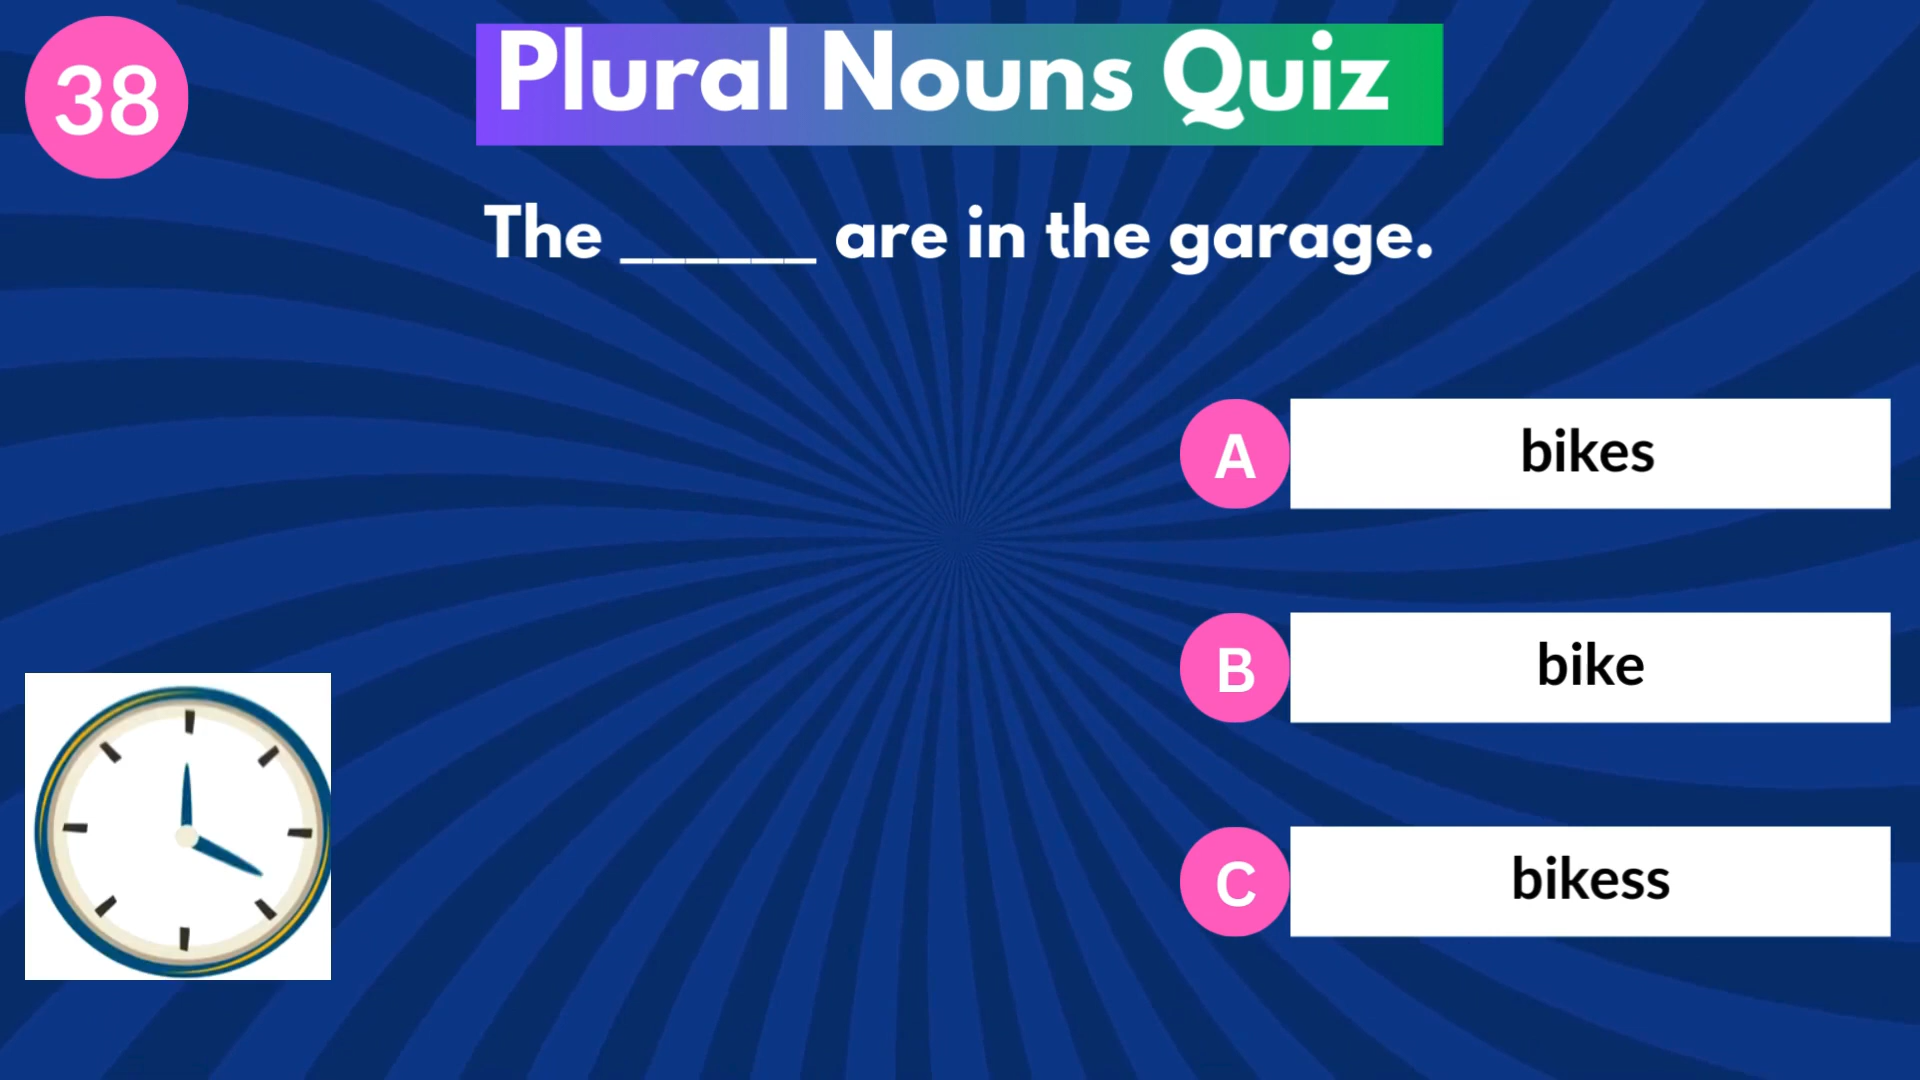 38
Plural Nouns Quiz
The ______ are in the garage.
A bikes
B bike
C bikess